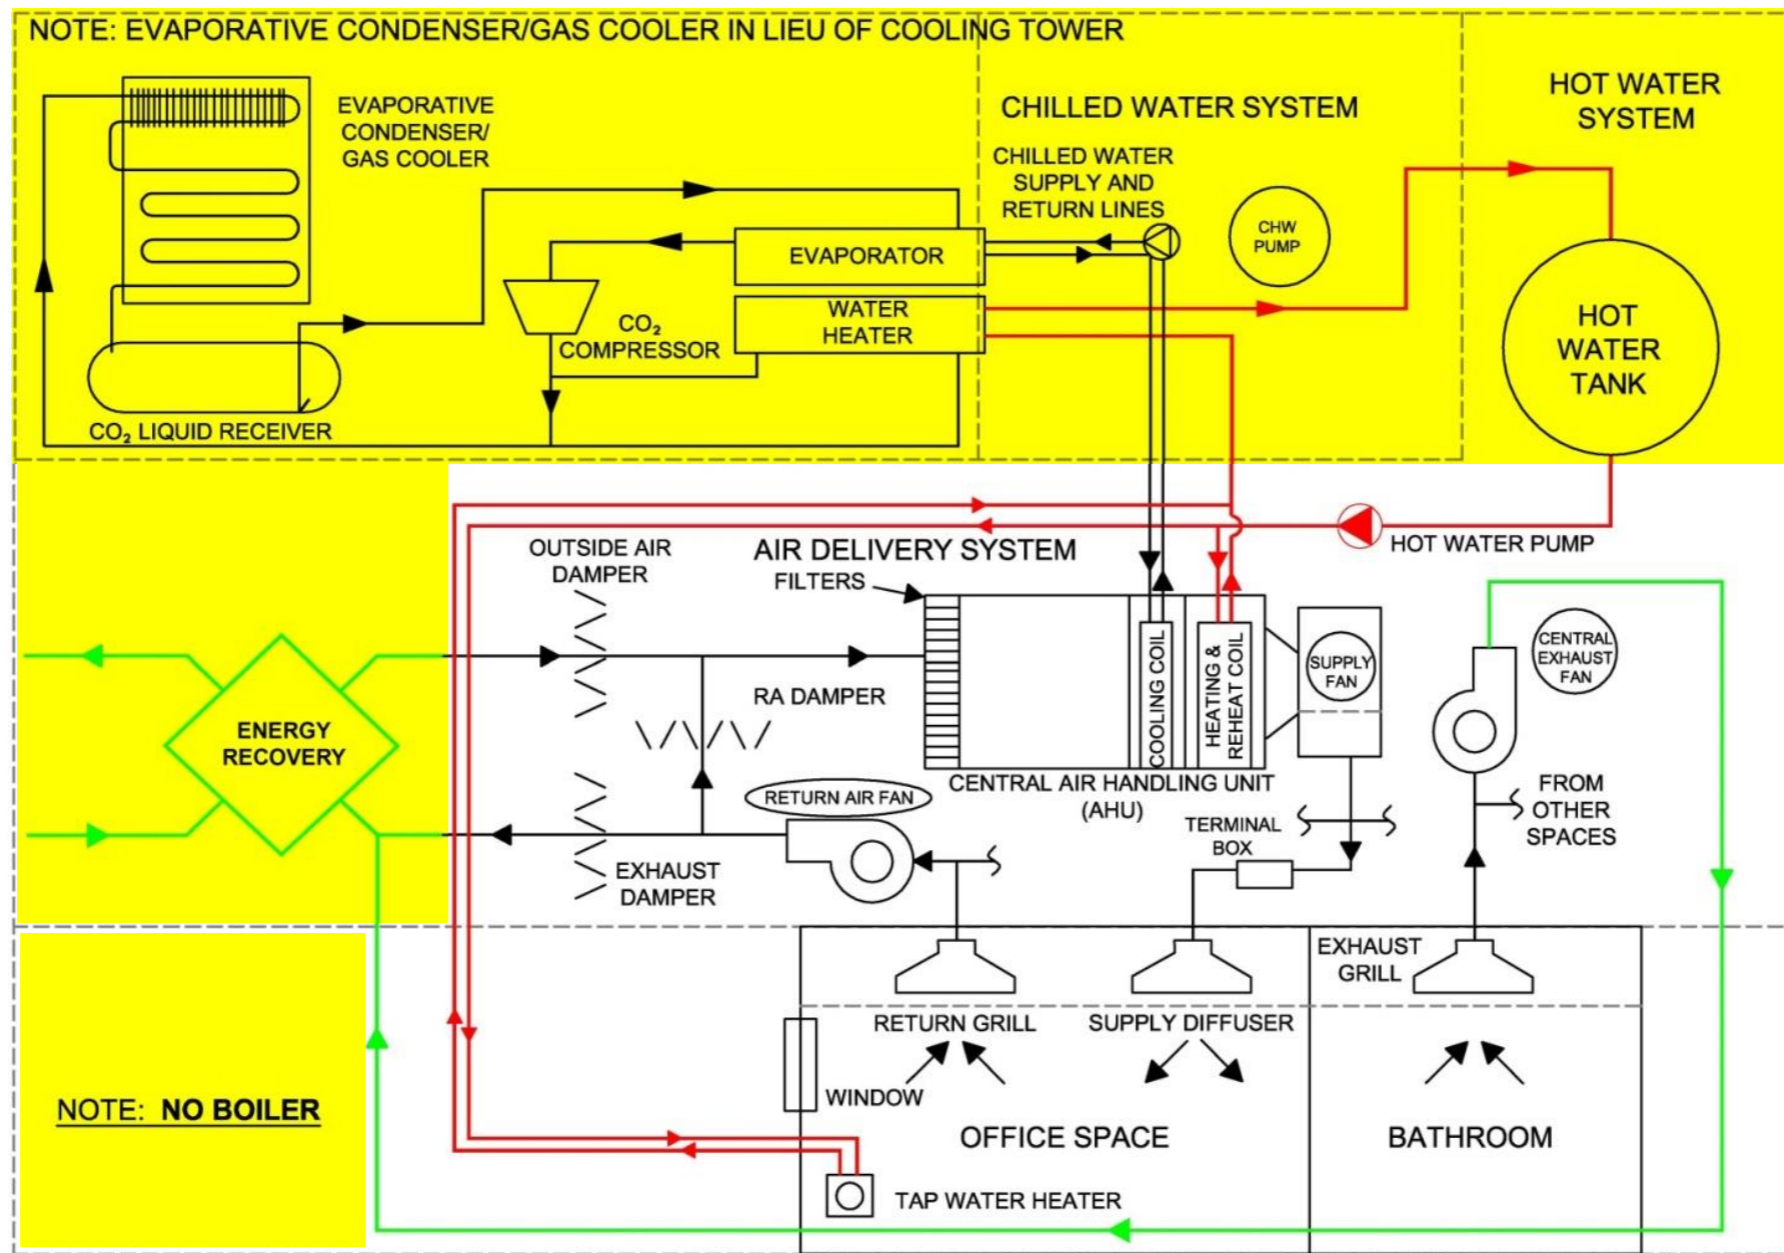 NOTE: EVAPORATIVE CONDENSER/GAS COOLER IN LIEU OF COOLING TOWER
EVAPORATIVE
CONDENSER/
GAS COOLER
CHILLED WATER SYSTEM
HOT WATER
SYSTEM
CHILLED WATER
SUPPLY AND
RETURN LINES
CHW
PUMP
EVAPORATOR
WATER
HEATER
CO₂
COMPRESSOR
HOT
WATER
TANK
CO₂ LIQUID RECEIVER
OUTSIDE AIR
DAMPER
AIR DELIVERY SYSTEM
FILTERS
HOT WATER PUMP
ENERGY
RECOVERY
RA DAMPER
COOLING COIL
HEATING &
REHEAT COIL
SUPPLY
FAN
CENTRAL
EXHAUST
FAN
RETURN AIR FAN
CENTRAL AIR HANDLING UNIT
(AHU)
FROM
OTHER
SPACES
TERMINAL
BOX
EXHAUST
DAMPER
EXHAUST
GRILL
RETURN GRILL
SUPPLY DIFFUSER
WINDOW
NOTE: NO BOILER
OFFICE SPACE
BATHROOM
TAP WATER HEATER